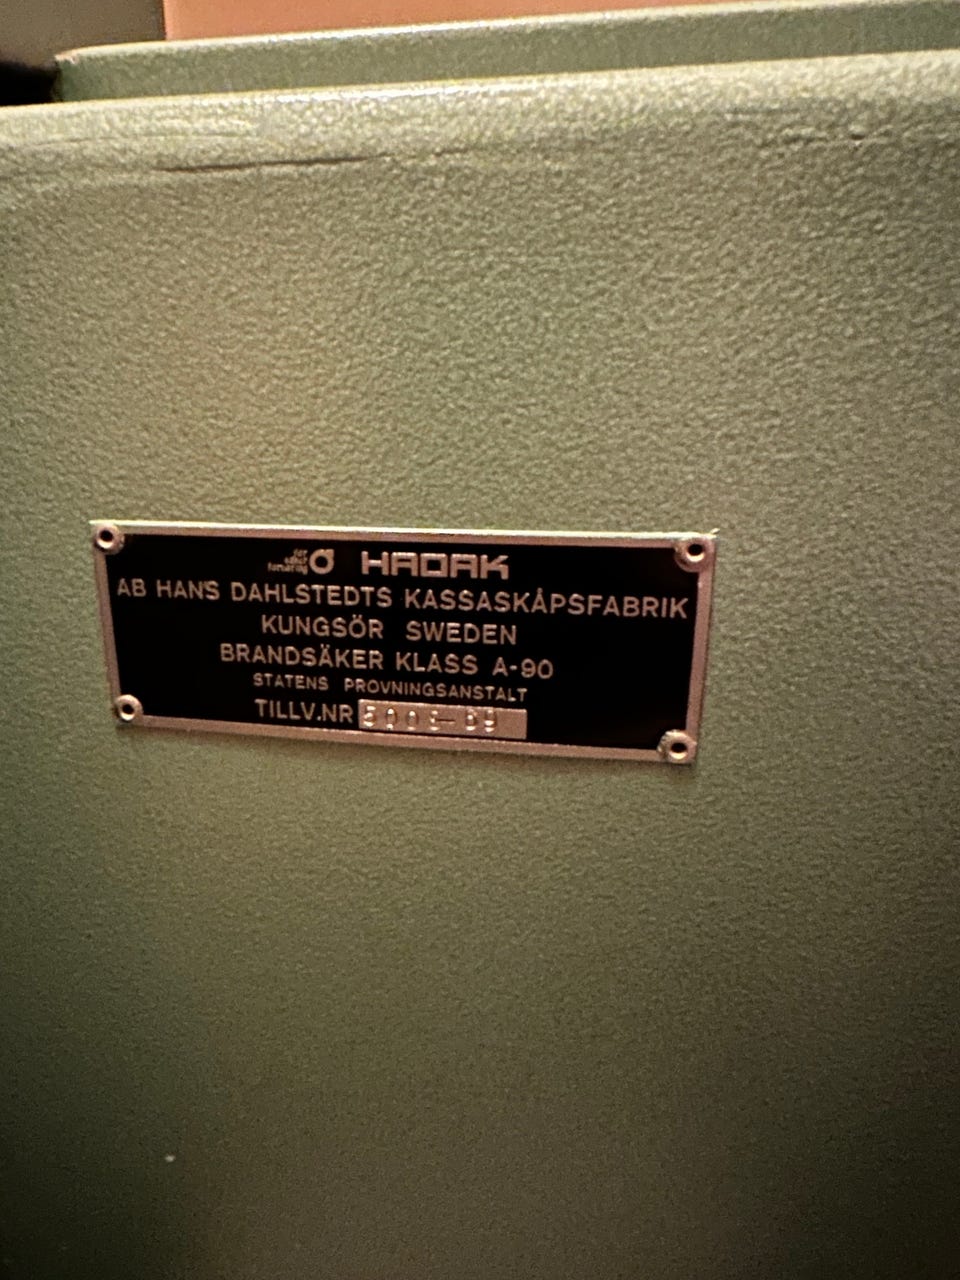 HADAK
AB HANS DAHLSTEDTS KASSASKÅPSFABRIK
KUNGSÖR SWEDEN
BRANDSÄKER KLASS A-90
STATENS PROVNINGSANSTALT
TILLV.NR